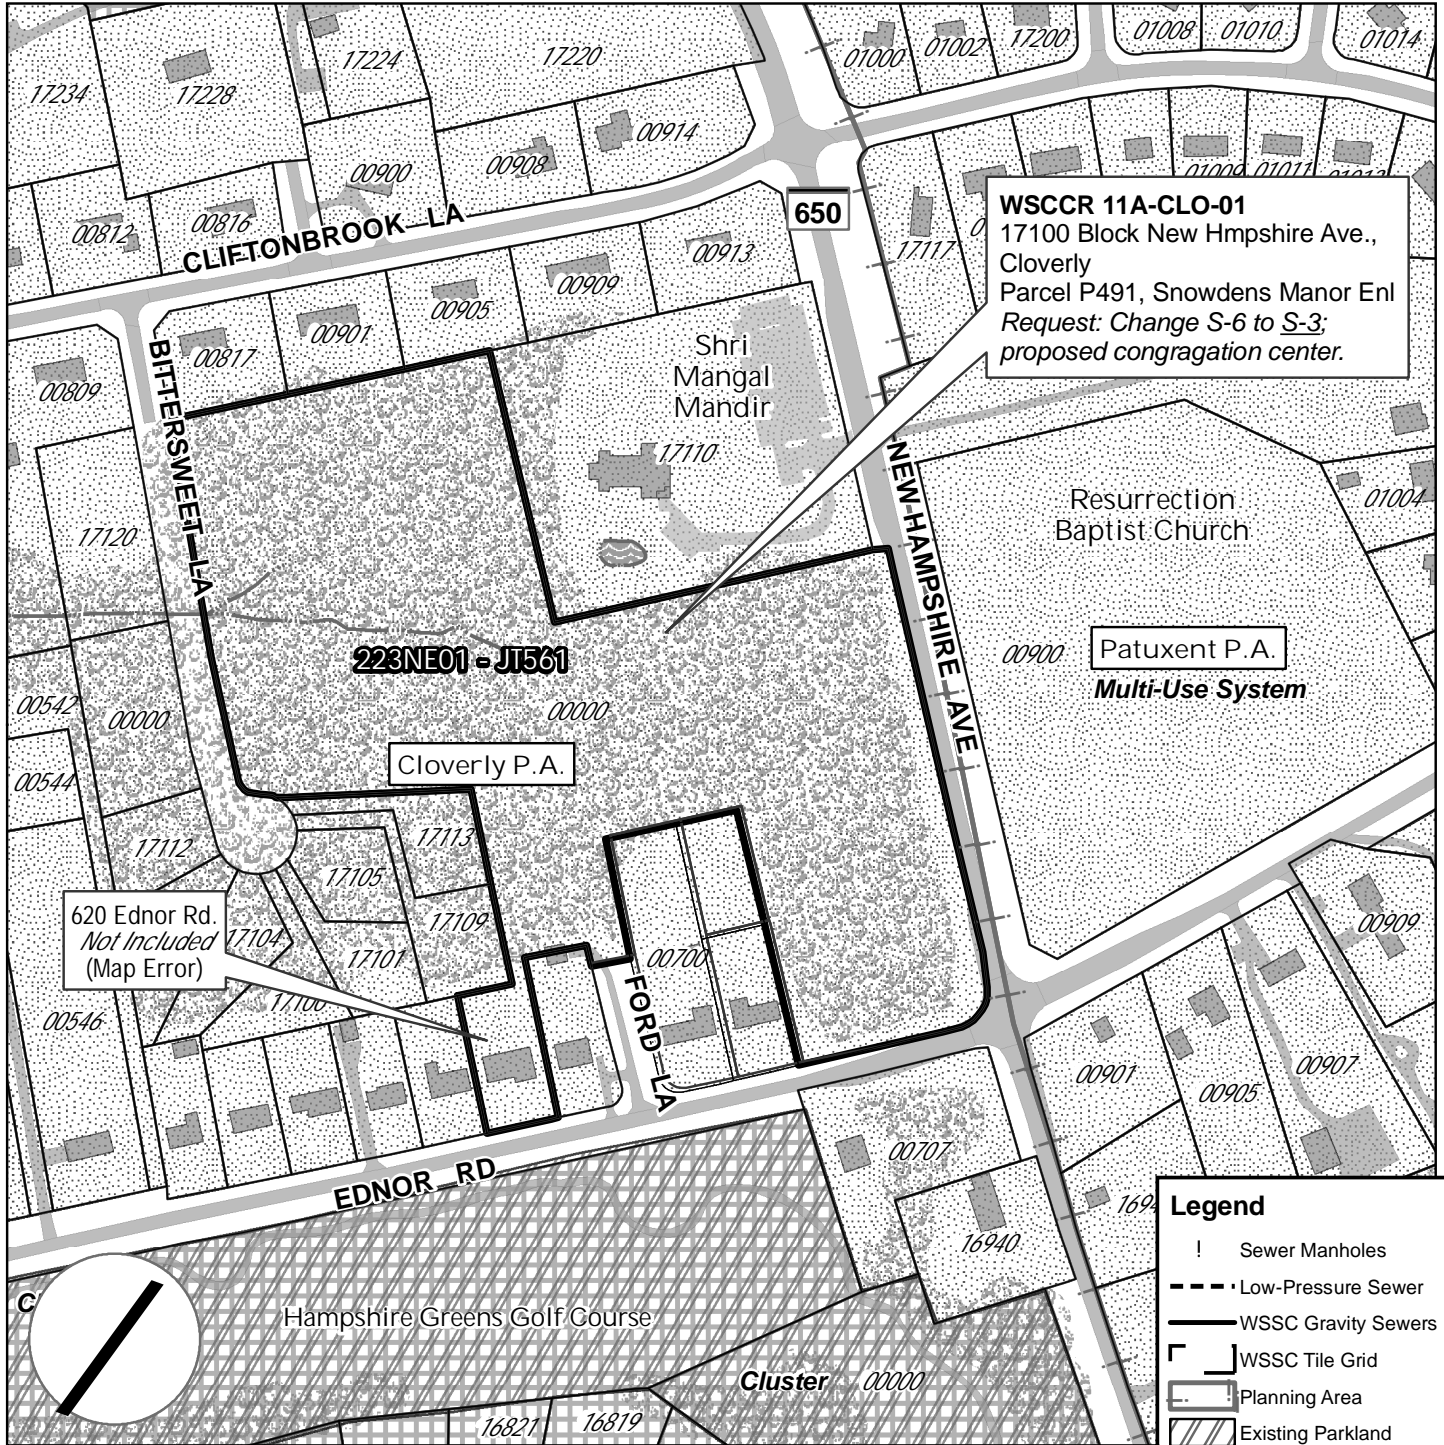 17234
17228
17224
17220
01000
01002
17200
01008
01010
01014
00914
00908
00900
00816
00812
CLIFTONBROOK LA
650
17117
01009
01011
WSCCR 11A-CLO-01
17100 Block New Hmpshire Ave.,
Cloverly
Parcel P491, Snowdens Manor Enl
Request: Change S-6 to S-3;
proposed congragation center.
00913
00909
00905
00901
00817
00809
BITTERSWEET LA
Shri
Mangal
Mandir
17110
NEW HAMPSHIRE AVE
Resurrection
Baptist Church
01004
17120
223NE01 - JT561
00900
Patuxent P.A.
Multi-Use System
00542
00000
00000
Cloverly P.A.
00544
17112
17113
17105
17109
17104
17101
17100
620 Ednor Rd.
Not Included
(Map Error)
00546
00700
FORD LA
00909
00907
00905
00901
00707
16940
EDNOR RD
Hampshire Greens Golf Course
Cluster
00000
16821
16819
Legend
! Sewer Manholes
Low-Pressure Sewer
WSSC Gravity Sewers
WSSC Tile Grid
Planning Area
Existing Parkland